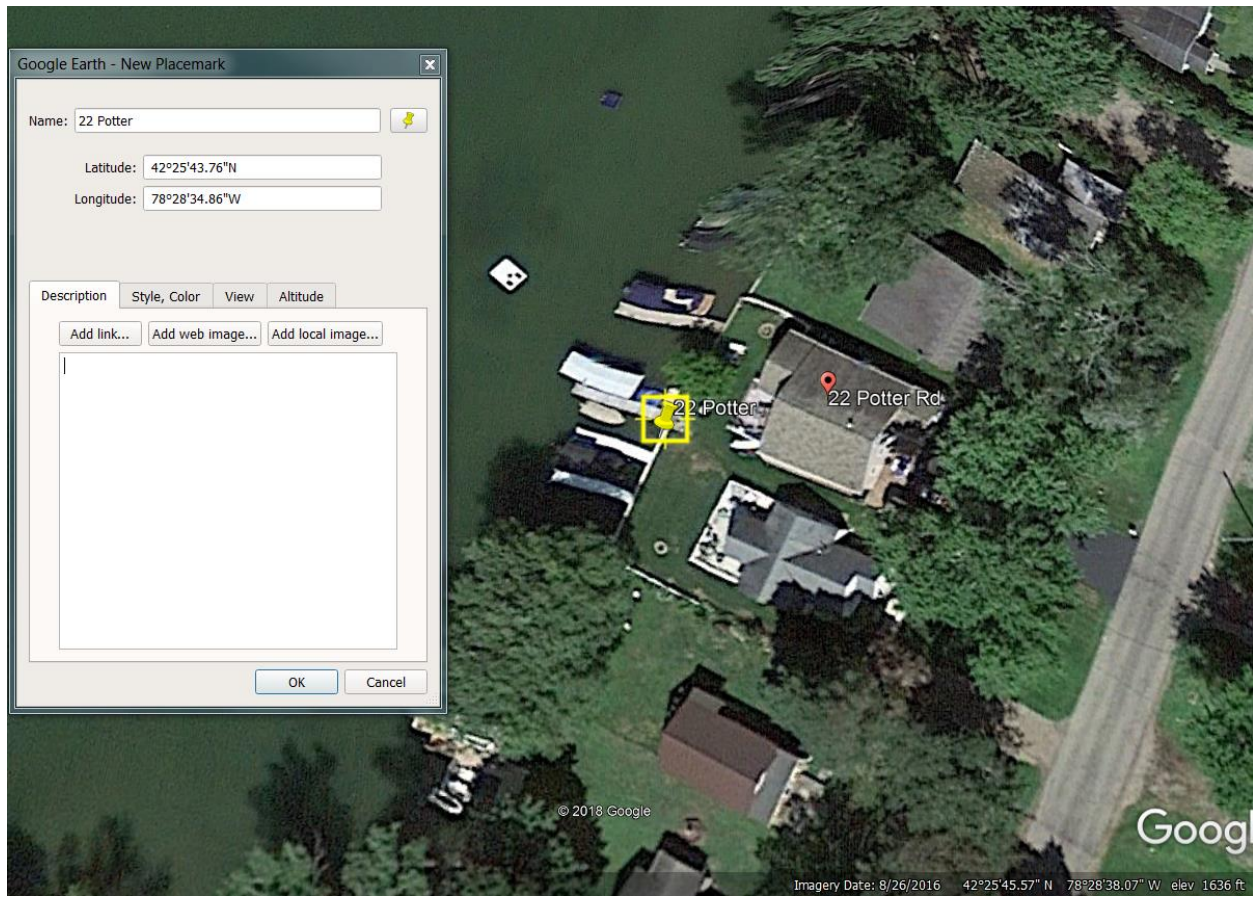 Google Earth - New Placemark
Name: 22 Potter
Latitude: 42°25'43.76"N
Longitude: 78°28'34.86"W
Description Style, Color View Altitude
Add link... Add web image... Add local image...
OK Cancel
22 Potter
22 Potter Rd
© 2018 Google
Googl
Imagery Date: 8/26/2016 42°25'45.57" N 78°28'38.07" W elev 1636 ft